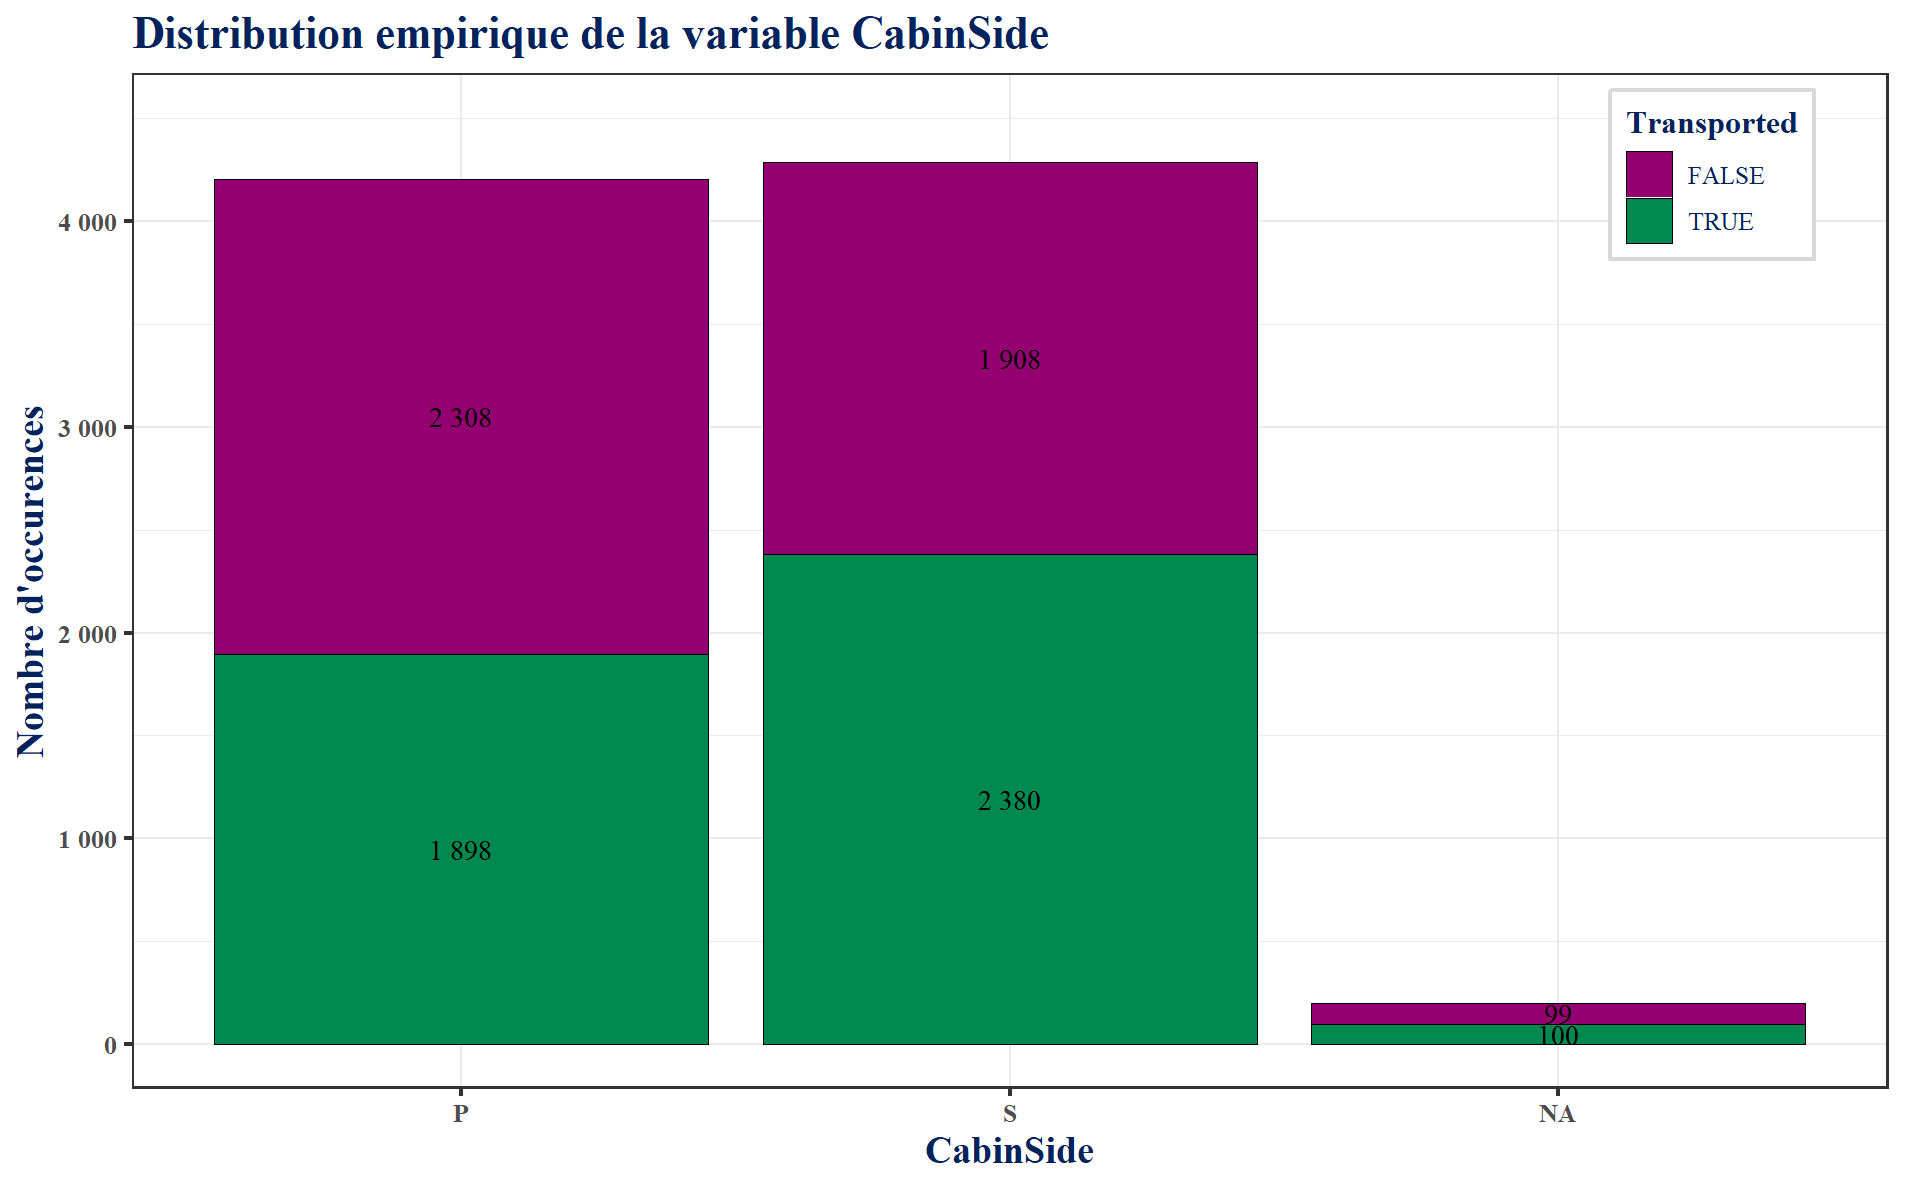 Distribution empirique de la variable CabinSide
Transported
FALSE
TRUE
Nombre d'occurences
4 000
3 000
2 000
1 000
0
2 308
1 898
1 908
2 380
99
100
P
S
NA
CabinSide